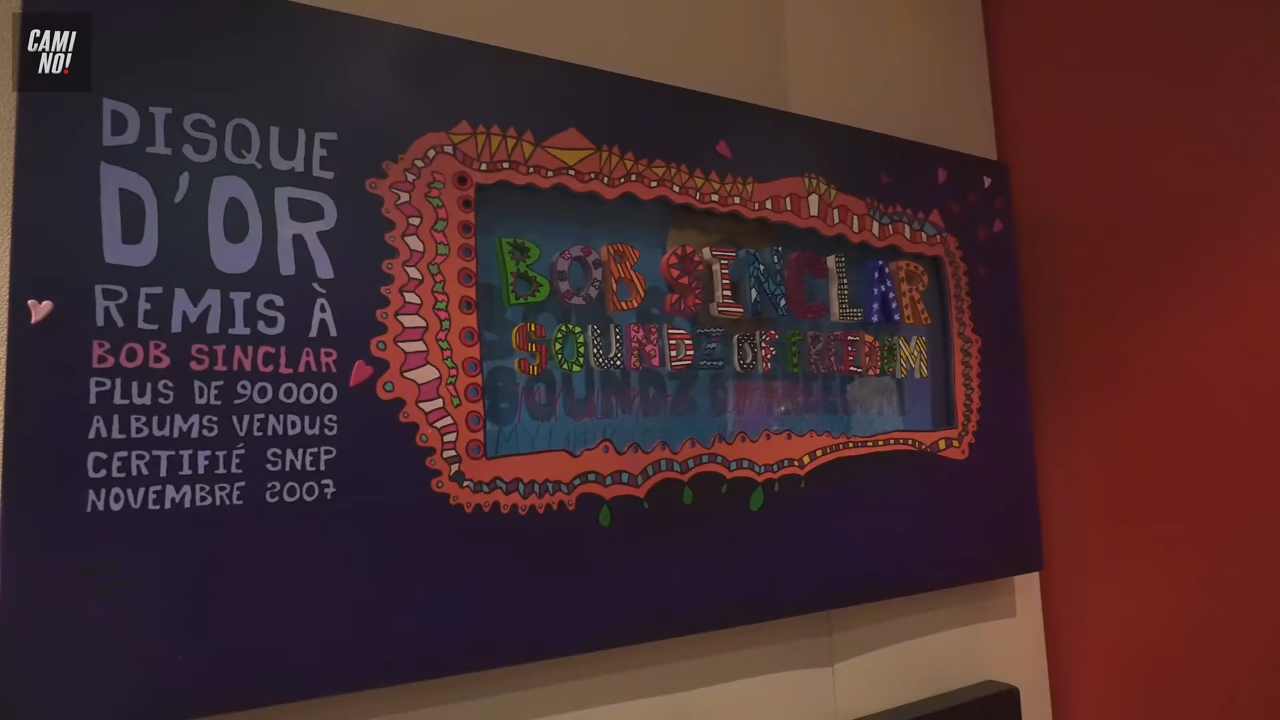 CAMI
NO!
DISQUE
D'OR
REMIS À
BOB SINCLAR
PLUS DE 90 000
ALBUMS VENDUS
CERTIFIÉ SNEP
NOVEMBRE 2007
BOB SINCLAR
SOUNDZ OF FREEDOM